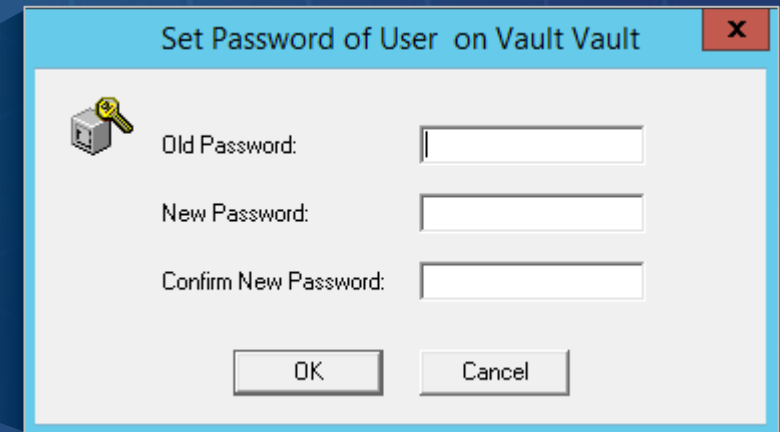 Set Password of User  on Vault Vault
x
Old Password:
New Password:
Confirm New Password:
OK
Cancel